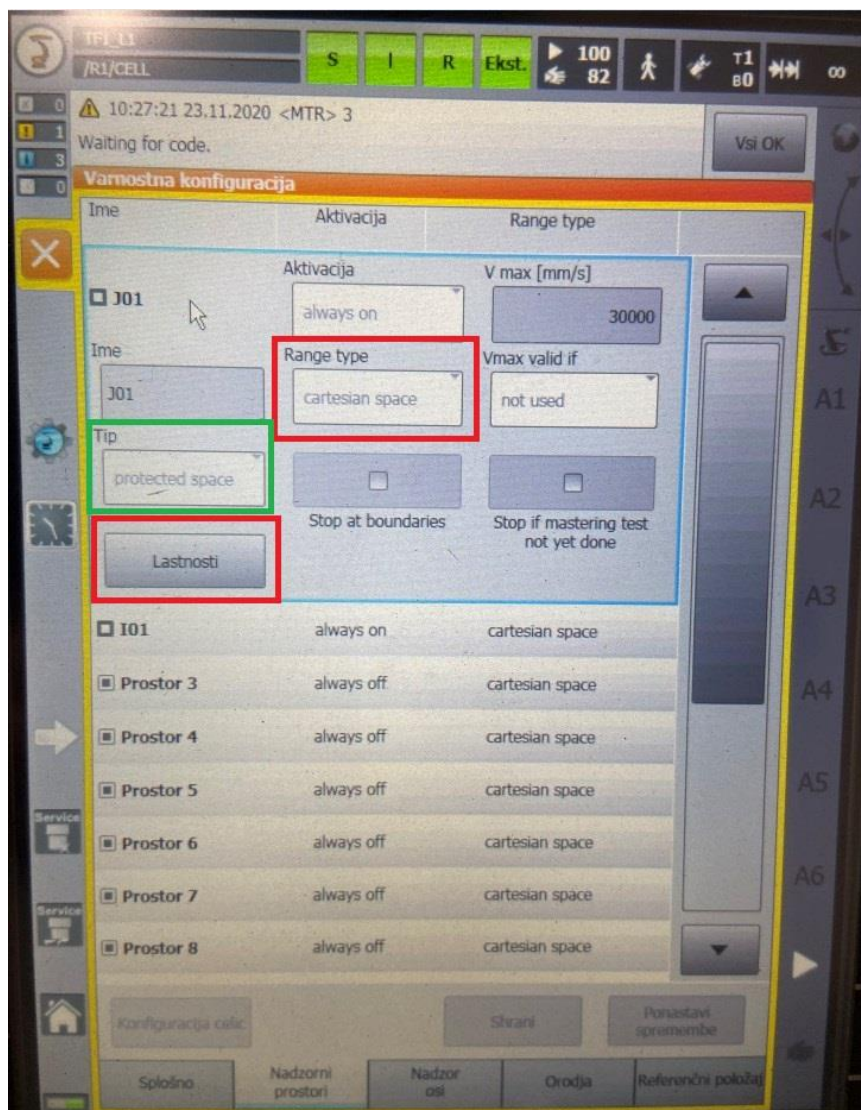 TFI_L1
/R1/CELL
S I R Ekst. 100 82 T1 B0 ∞
0
1
3
0
10:27:21 23.11.2020 <MTR> 3
Waiting for code.
Vsi OK
Varnostna konfiguracija
Ime Aktivacija Range type
Aktivacija V max [mm/s]
J01 always on 30000
Ime Range type Vmax valid if
J01 cartesian space not used
Tip
protected space
Stop at boundaries Stop if mastering test
not yet done
Lastnosti
I01 always on cartesian space
Prostor 3 always off cartesian space
Prostor 4 always off cartesian space
Prostor 5 always off cartesian space
Prostor 6 always off cartesian space
Prostor 7 always off cartesian space
Prostor 8 always off cartesian space
A1
A2
A3
A4
A5
A6
Service
Service
Konfiguracija celic Shrani Ponastavi
spremembe
Splošno Nadzorni
prostori Nadzor
osi Orodja Referenčni položaj